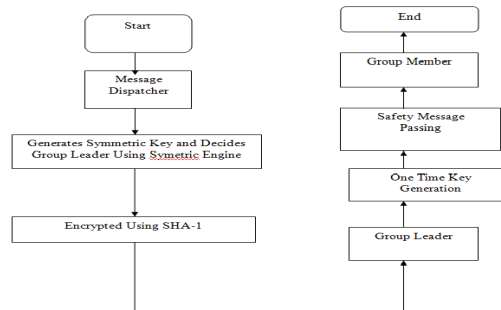 Start
Message
Dispatcher
Generates Symmetric Key and Decides
Group Leader Using Symetric Engine
Encrypted Using SHA-1
End
Group Member
Safety Message
Passing
One Time Key
Generation
Group Leader